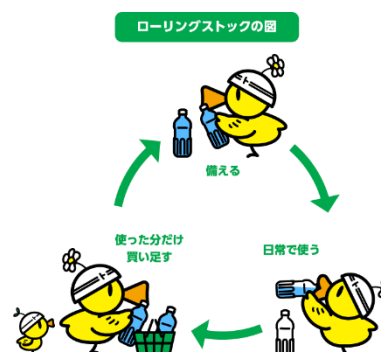 ローリングストックの図
備える
使った分だけ
買い足す
日常で使う